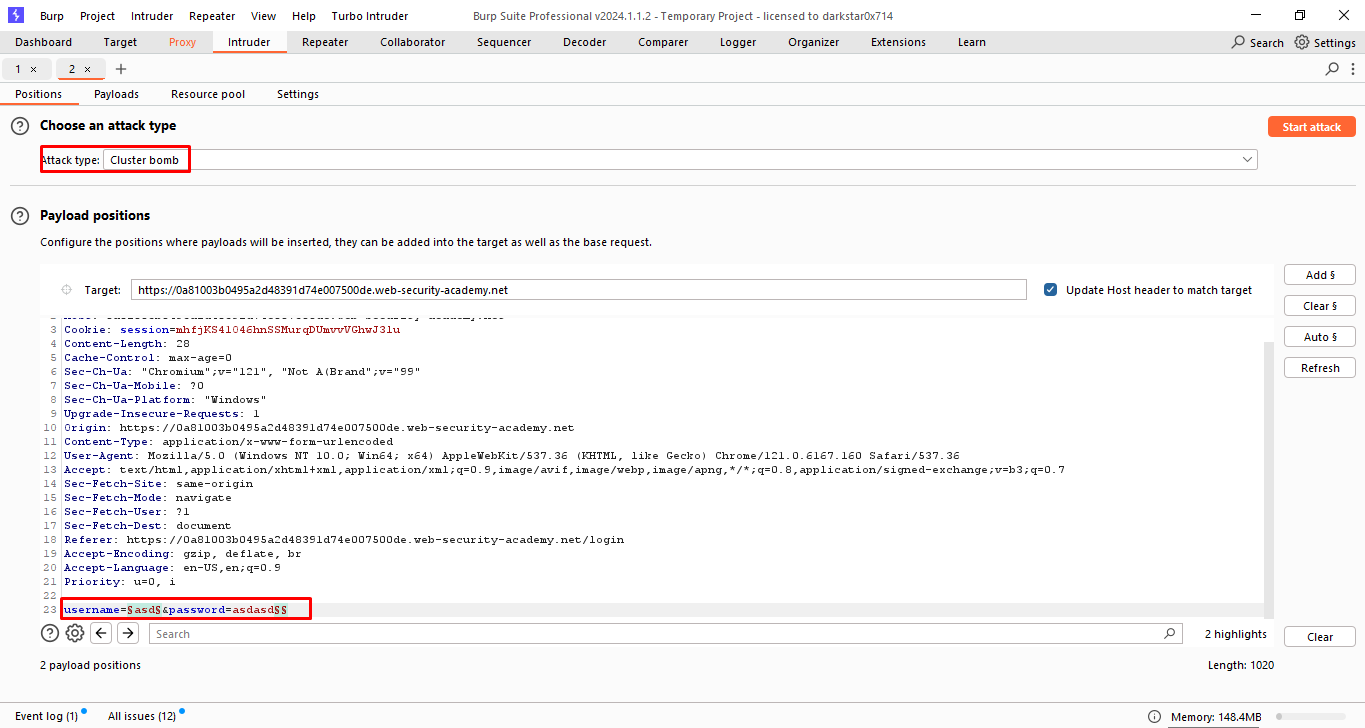 Burp Project Intruder Repeater View Help Turbo Intruder Burp Suite Professional v2024.1.1.2 - Temporary Project - licensed to darkstar0x714
Dashboard Target Proxy Intruder Repeater Collaborator Sequencer Decoder Comparer Logger Organizer Extensions Learn Search Settings
1 × 2 × +
Positions Payloads Resource pool Settings
? Choose an attack type Start attack
Attack type: Cluster bomb
? Payload positions
Configure the positions where payloads will be inserted, they can be added into the target as well as the base request.
Target: https://0a81003b0495a2d48391d74e007500de.web-security-academy.net Update Host header to match target
Add §
Clear §
Auto §
Refresh
3 Cookie: session=mhfjKS41046hnSSMurqDUmvvVGhwJ3lu
4 Content-Length: 28
5 Cache-Control: max-age=0
6 Sec-Ch-Ua: "Chromium";v="121", "Not A(Brand";v="99"
7 Sec-Ch-Ua-Mobile: ?0
8 Sec-Ch-Ua-Platform: "Windows"
9 Upgrade-Insecure-Requests: 1
10 Origin: https://0a81003b0495a2d48391d74e007500de.web-security-academy.net
11 Content-Type: application/x-www-form-urlencoded
12 User-Agent: Mozilla/5.0 (Windows NT 10.0; Win64; x64) AppleWebKit/537.36 (KHTML, like Gecko) Chrome/121.0.6167.160 Safari/537.36
13 Accept: text/html,application/xhtml+xml,application/xml;q=0.9,image/avif,image/webp,image/apng,*/*;q=0.8,application/signed-exchange;v=b3;q=0.7
14 Sec-Fetch-Site: same-origin
15 Sec-Fetch-Mode: navigate
16 Sec-Fetch-User: ?1
17 Sec-Fetch-Dest: document
18 Referer: https://0a81003b0495a2d48391d74e007500de.web-security-academy.net/login
19 Accept-Encoding: gzip, deflate, br
20 Accept-Language: en-US,en;q=0.9
21 Priority: u=0, i
22
23 username=§asd§&password=asdasd§§
? Search 2 highlights Clear
2 payload positions Length: 1020
Event log (1) All issues (12) Memory: 148.4MB